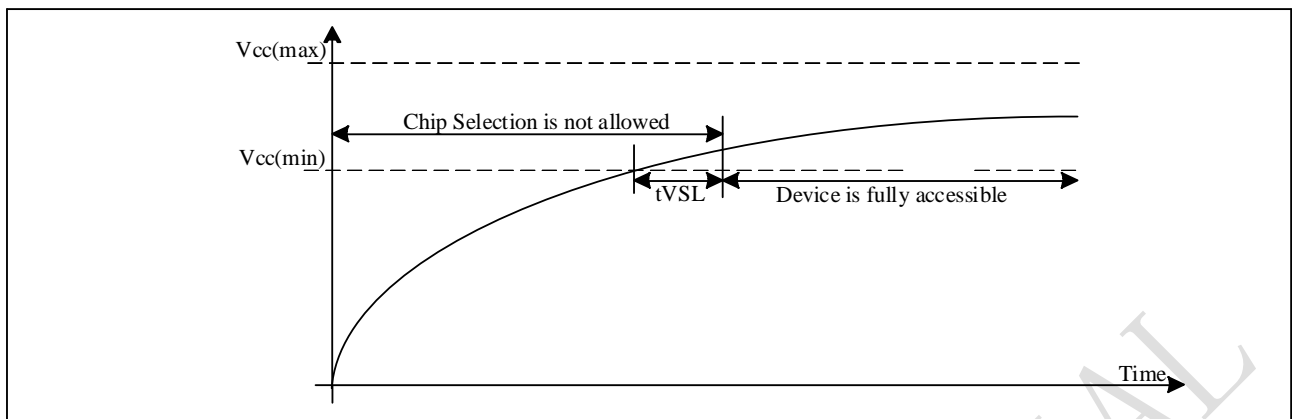 Vcc(max)
Chip Selection is not allowed
Vcc(min)
tVSL
Device is fully accessible
Time